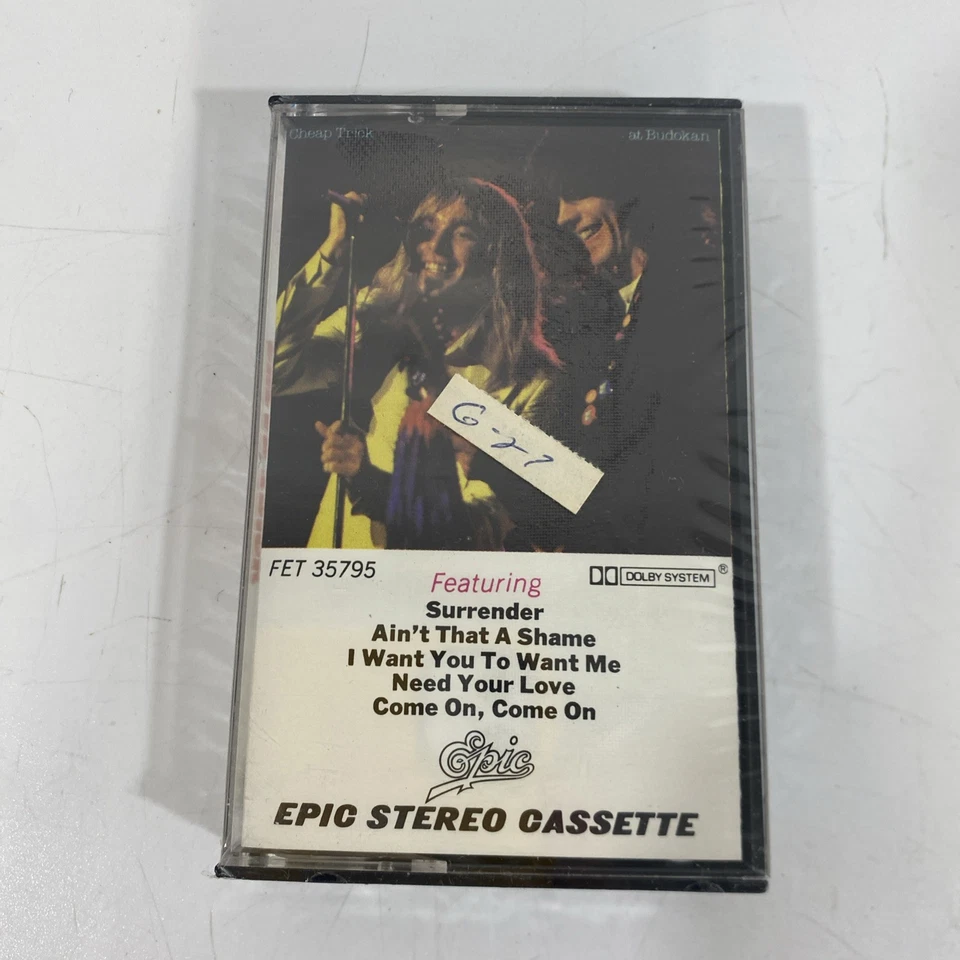 Cheap Trick at Budokan
G-27
FET 35795
DOLBY SYSTEM ®
Featuring
Surrender
Ain't That A Shame
I Want You To Want Me
Need Your Love
Come On, Come On
Epic
EPIC STEREO CASSETTE